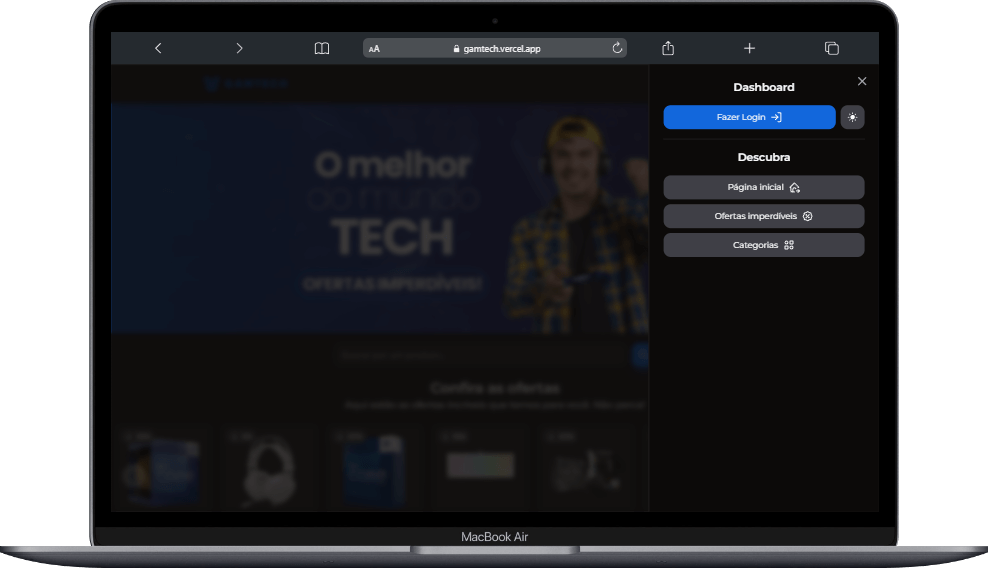 AA
gamtech.vercel.app
Dashboard
Fazer Login
Descubra
Página inicial
Ofertas imperdíveis
Categorias
O melhor
do mundo
TECH
OFERTAS IMPERDÍVEIS!
Confira as ofertas
MacBook Air